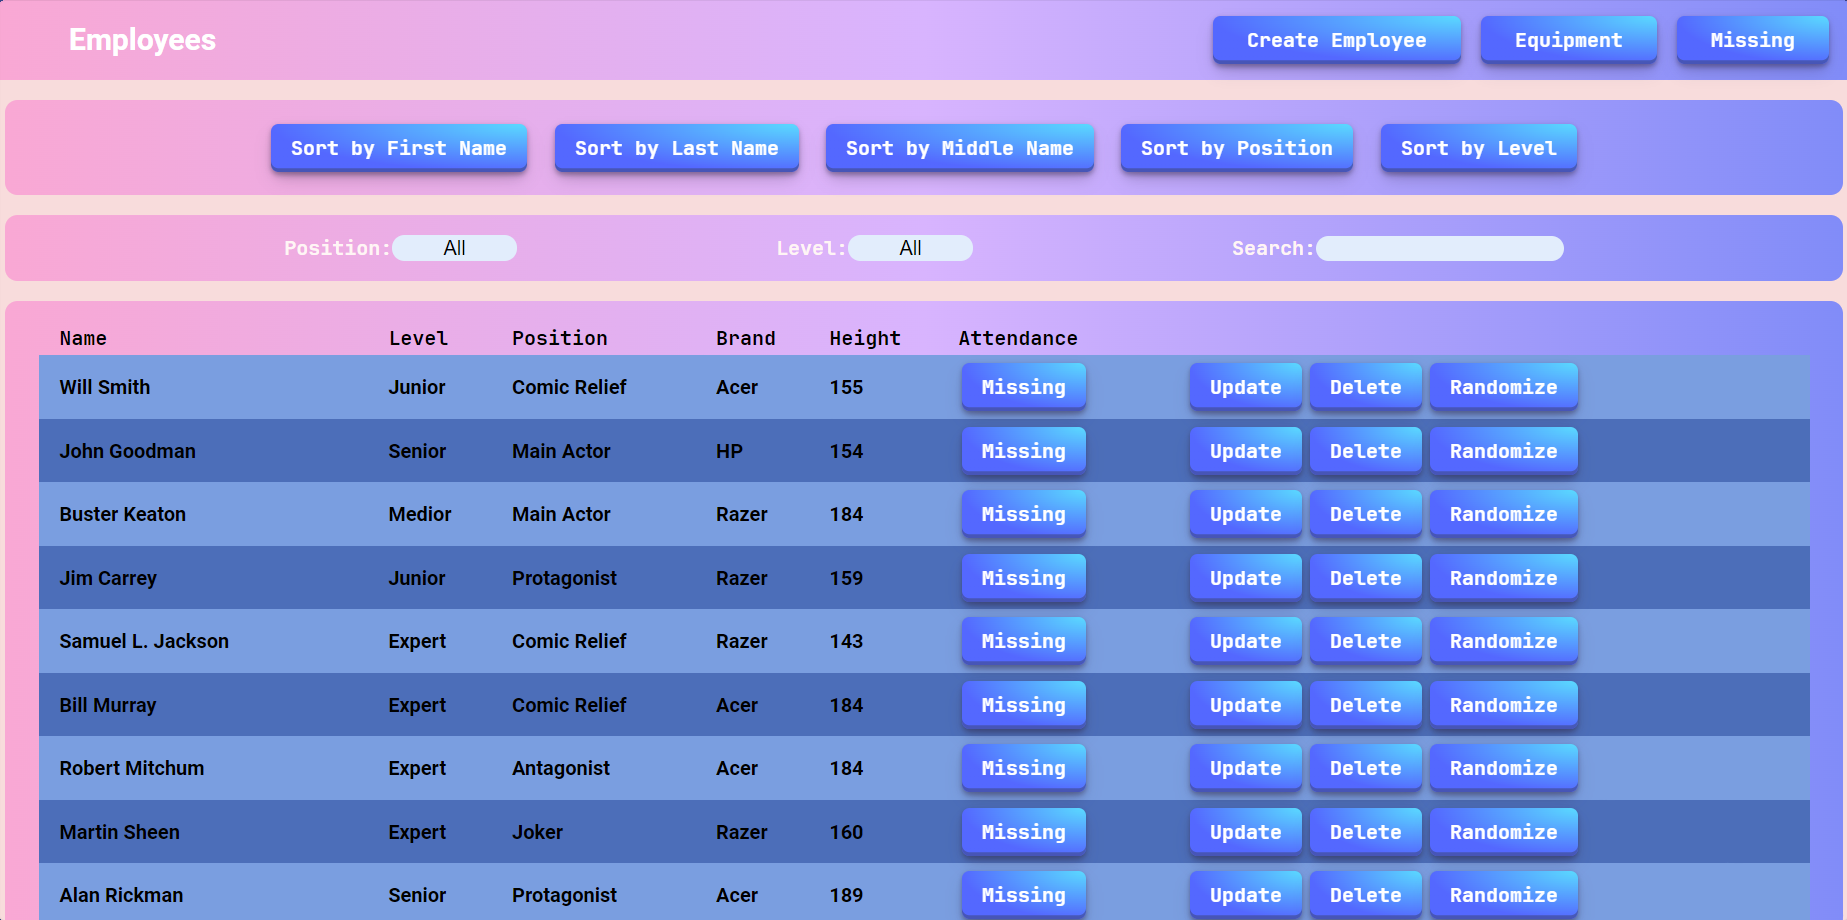 Employees Create Employee Equipment Missing
Sort by First Name Sort by Last Name Sort by Middle Name Sort by Position Sort by Level
Position: All Level: All Search:
Name Level Position Brand Height Attendance
Will Smith Junior Comic Relief Acer 155 Missing Update Delete Randomize
John Goodman Senior Main Actor HP 154 Missing Update Delete Randomize
Buster Keaton Medior Main Actor Razer 184 Missing Update Delete Randomize
Jim Carrey Junior Protagonist Razer 159 Missing Update Delete Randomize
Samuel L. Jackson Expert Comic Relief Razer 143 Missing Update Delete Randomize
Bill Murray Expert Comic Relief Acer 184 Missing Update Delete Randomize
Robert Mitchum Expert Antagonist Acer 184 Missing Update Delete Randomize
Martin Sheen Expert Joker Razer 160 Missing Update Delete Randomize
Alan Rickman Senior Protagonist Acer 189 Missing Update Delete Randomize